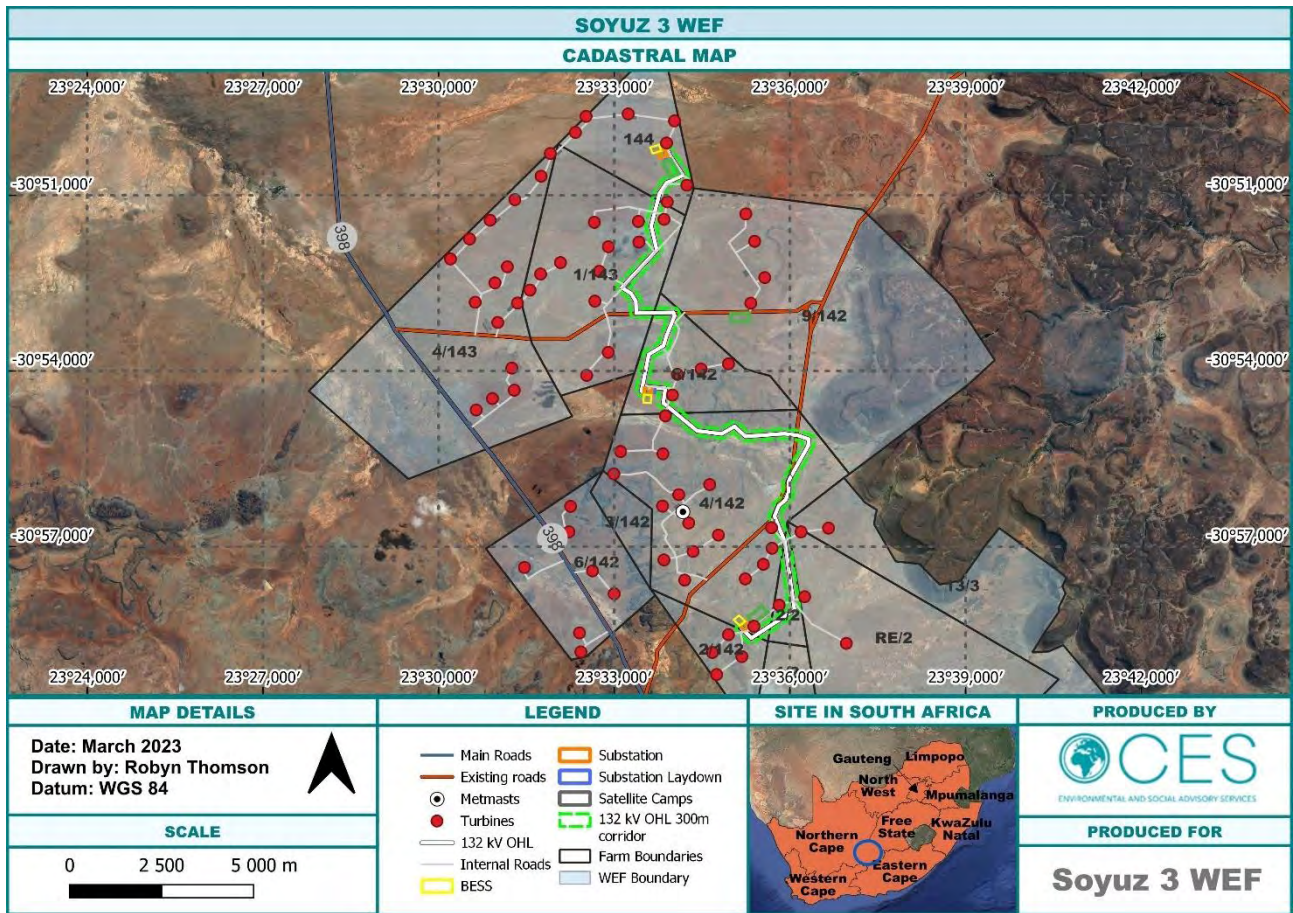 SOYUZ 3 WEF
CADASTRAL MAP
23°24,000' 23°27,000' 23°30,000' 23°33,000' 23°36,000' 23°39,000' 23°42,000'
144
-30°51,000' -30°51,000'
398
1/143
9/142
4/143
-30°54,000' -30°54,000'
8/142
4/142
3/142
398
-30°57,000' -30°57,000'
6/142
13/3
2/2
RE/2
2/142
23°24,000' 23°27,000' 23°30,000' 23°33,000' 23°36,000' 23°39,000' 23°42,000'
MAP DETAILS
Date: March 2023
Drawn by: Robyn Thomson
Datum: WGS 84
SCALE
0 2 500 5 000 m
LEGEND
Main Roads
Existing roads
Metmasts
Turbines
132 kV OHL
Internal Roads
BESS
Substation
Substation Laydown
Satellite Camps
132 kV OHL 300m
corridor
Farm Boundaries
WEF Boundary
SITE IN SOUTH AFRICA
Gauteng
Limpopo
North
West
Mpumalanga
Free
State
KwaZulu
Natal
Northern
Cape
Eastern
Cape
Western
Cape
PRODUCED BY
CES
ENVIRONMENTAL AND SOCIAL ADVISORY SERVICES
PRODUCED FOR
Soyuz 3 WEF